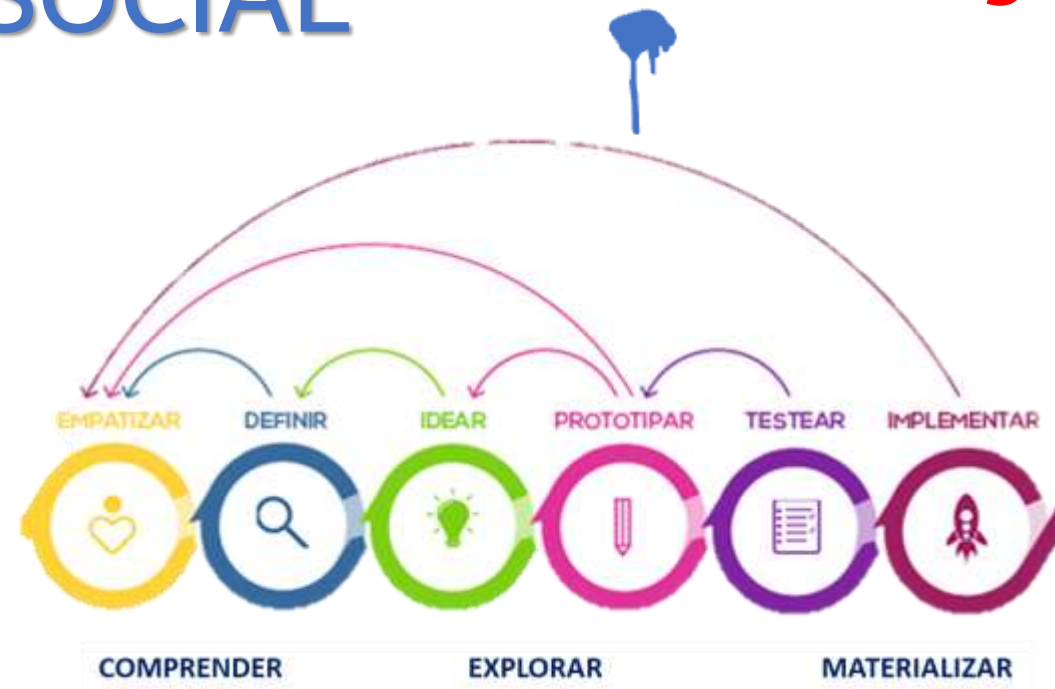 SOCIAL
EMPATIZAR DEFINIR IDEAR PROTOTIPAR TESTEAR IMPLEMENTAR
COMPRENDER EXPLORAR MATERIALIZAR